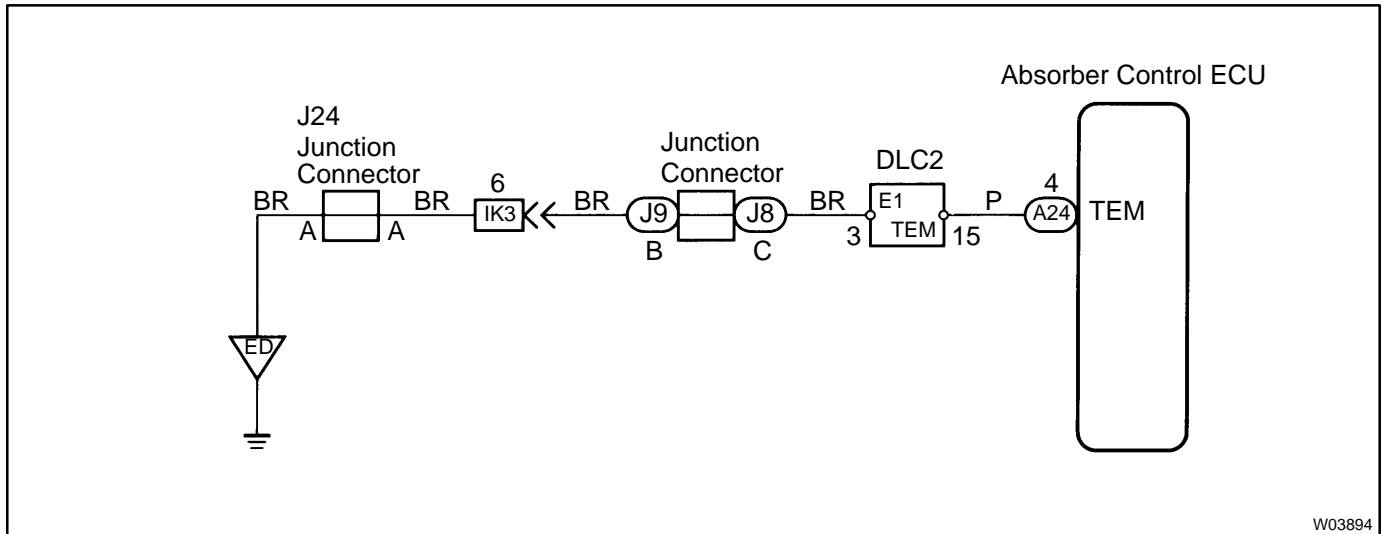 Absorber Control ECU
J24
Junction
Connector
Junction
Connector
DLC2
BR
BR
6
IK3
BR
J9
J8
BR
E1
TEM
P
4
A24
TEM
A
A
B
C
3
15
ED
W03894